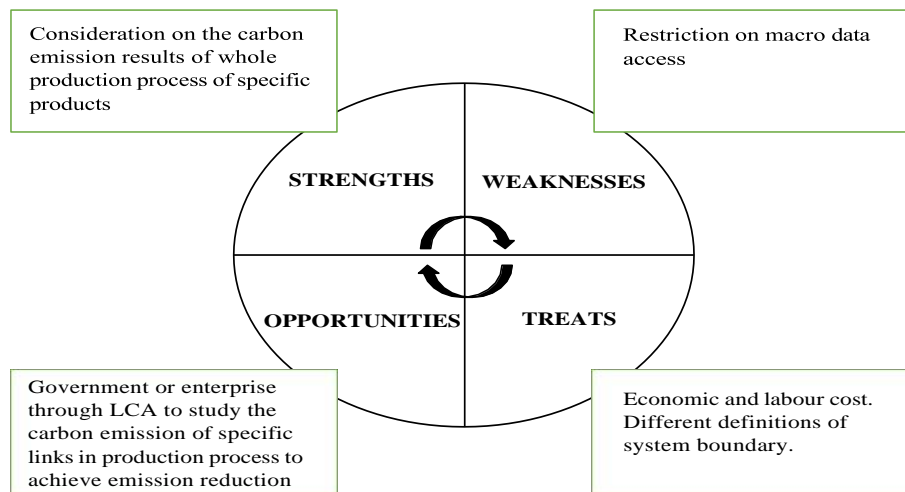 Consideration on the carbon
emission results of whole
production process of specific
products
Restriction on macro data
access
STRENGTHS
WEAKNESSES
OPPORTUNITIES
TREATS
Government or enterprise
through LCA to study the
carbon emission of specific
links in production process to
achieve emission reduction
Economic and labour cost.
Different definitions of
system boundary.